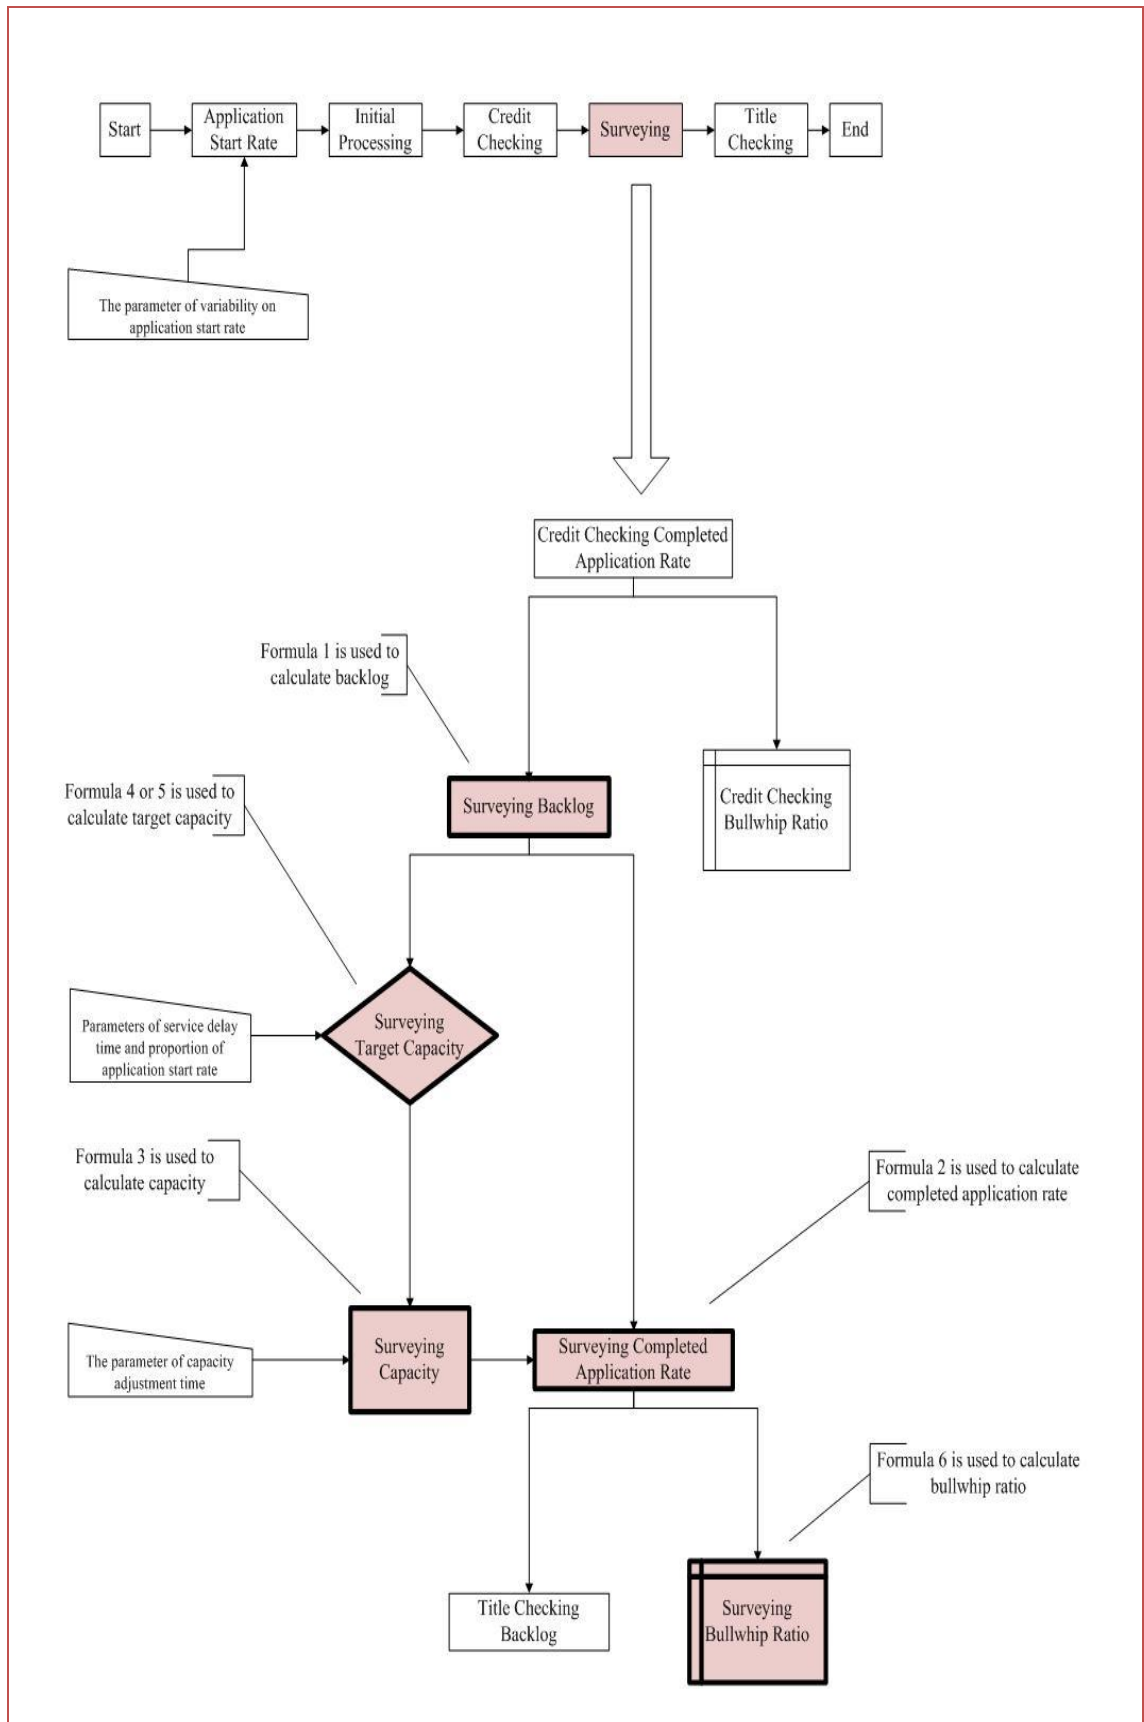 Start
Application
Start Rate
Initial
Processing
Credit
Checking
Surveying
Title
Checking
End
The parameter of variability on
application start rate
Credit Checking Completed
Application Rate
Formula 1 is used to
calculate backlog
Surveying Backlog
Credit Checking
Bullwhip Ratio
Formula 4 or 5 is used to
calculate target capacity
Surveying
Target Capacity
Parameters of service delay
time and proportion of
application start rate
Formula 3 is used to
calculate capacity
Formula 2 is used to calculate
completed application rate
Surveying
Capacity
Surveying Completed
Application Rate
The parameter of capacity
adjustment time
Formula 6 is used to calculate
bullwhip ratio
Title Checking
Backlog
Surveying
Bullwhip Ratio